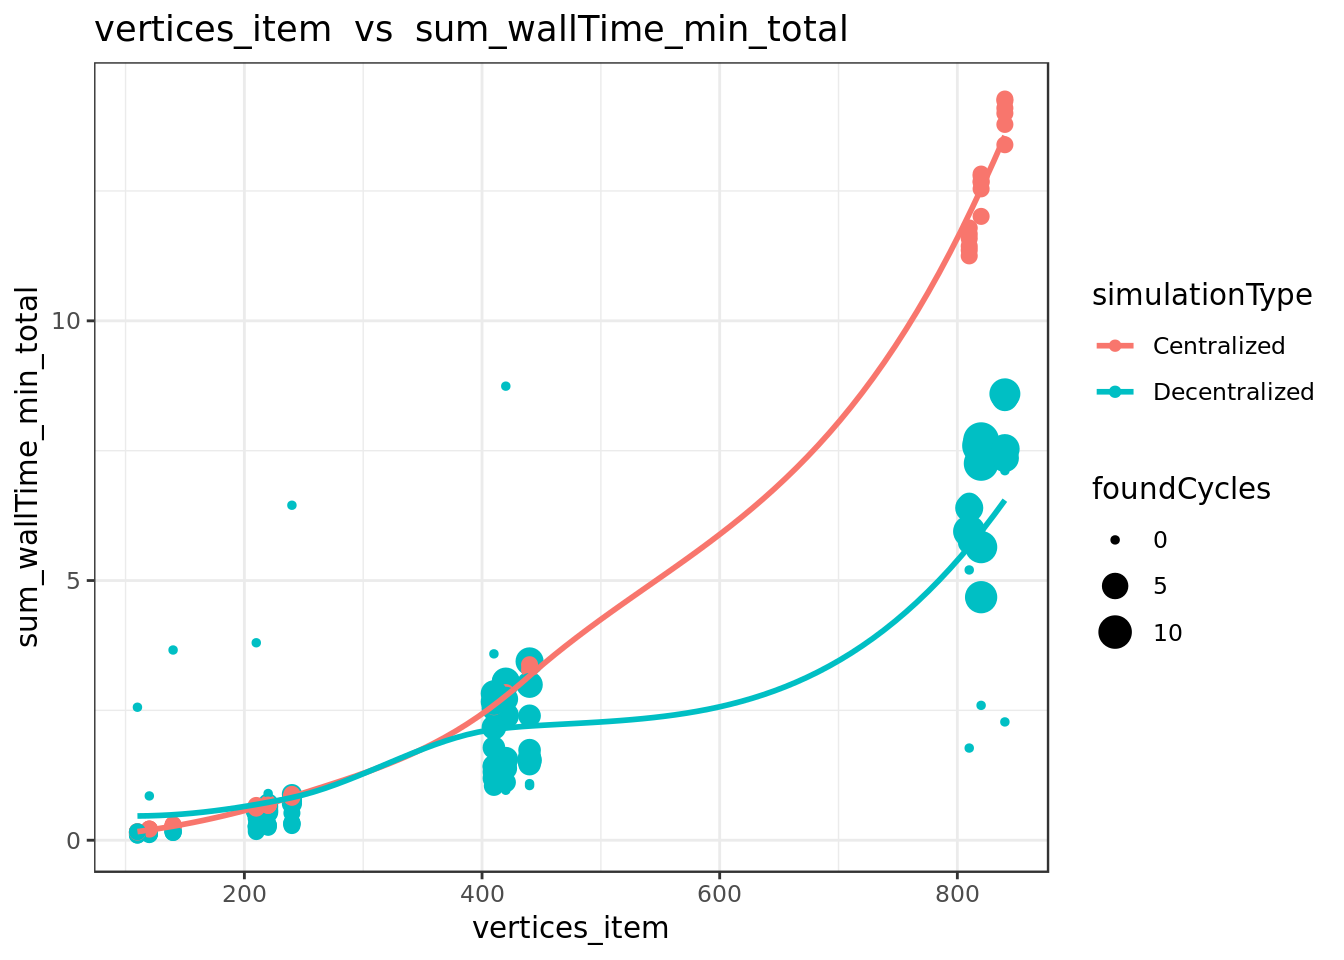 vertices_item vs sum_wallTime_min_total
sum_wallTime_min_total
10
5
0
200
400
600
800
vertices_item
simulationType
Centralized
Decentralized
foundCycles
0
5
10